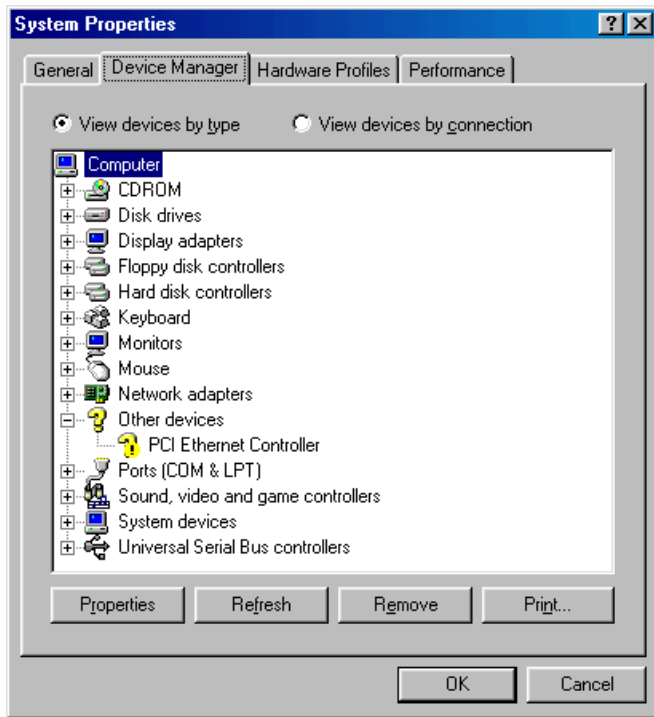 System Properties
General Device Manager Hardware Profiles Performance
View devices by type View devices by connection
Computer
CDROM
Disk drives
Display adapters
Floppy disk controllers
Hard disk controllers
Keyboard
Monitors
Mouse
Network adapters
Other devices
PCI Ethernet Controller
Ports (COM & LPT)
Sound, video and game controllers
System devices
Universal Serial Bus controllers
Properties Refresh Remove Print...
OK Cancel